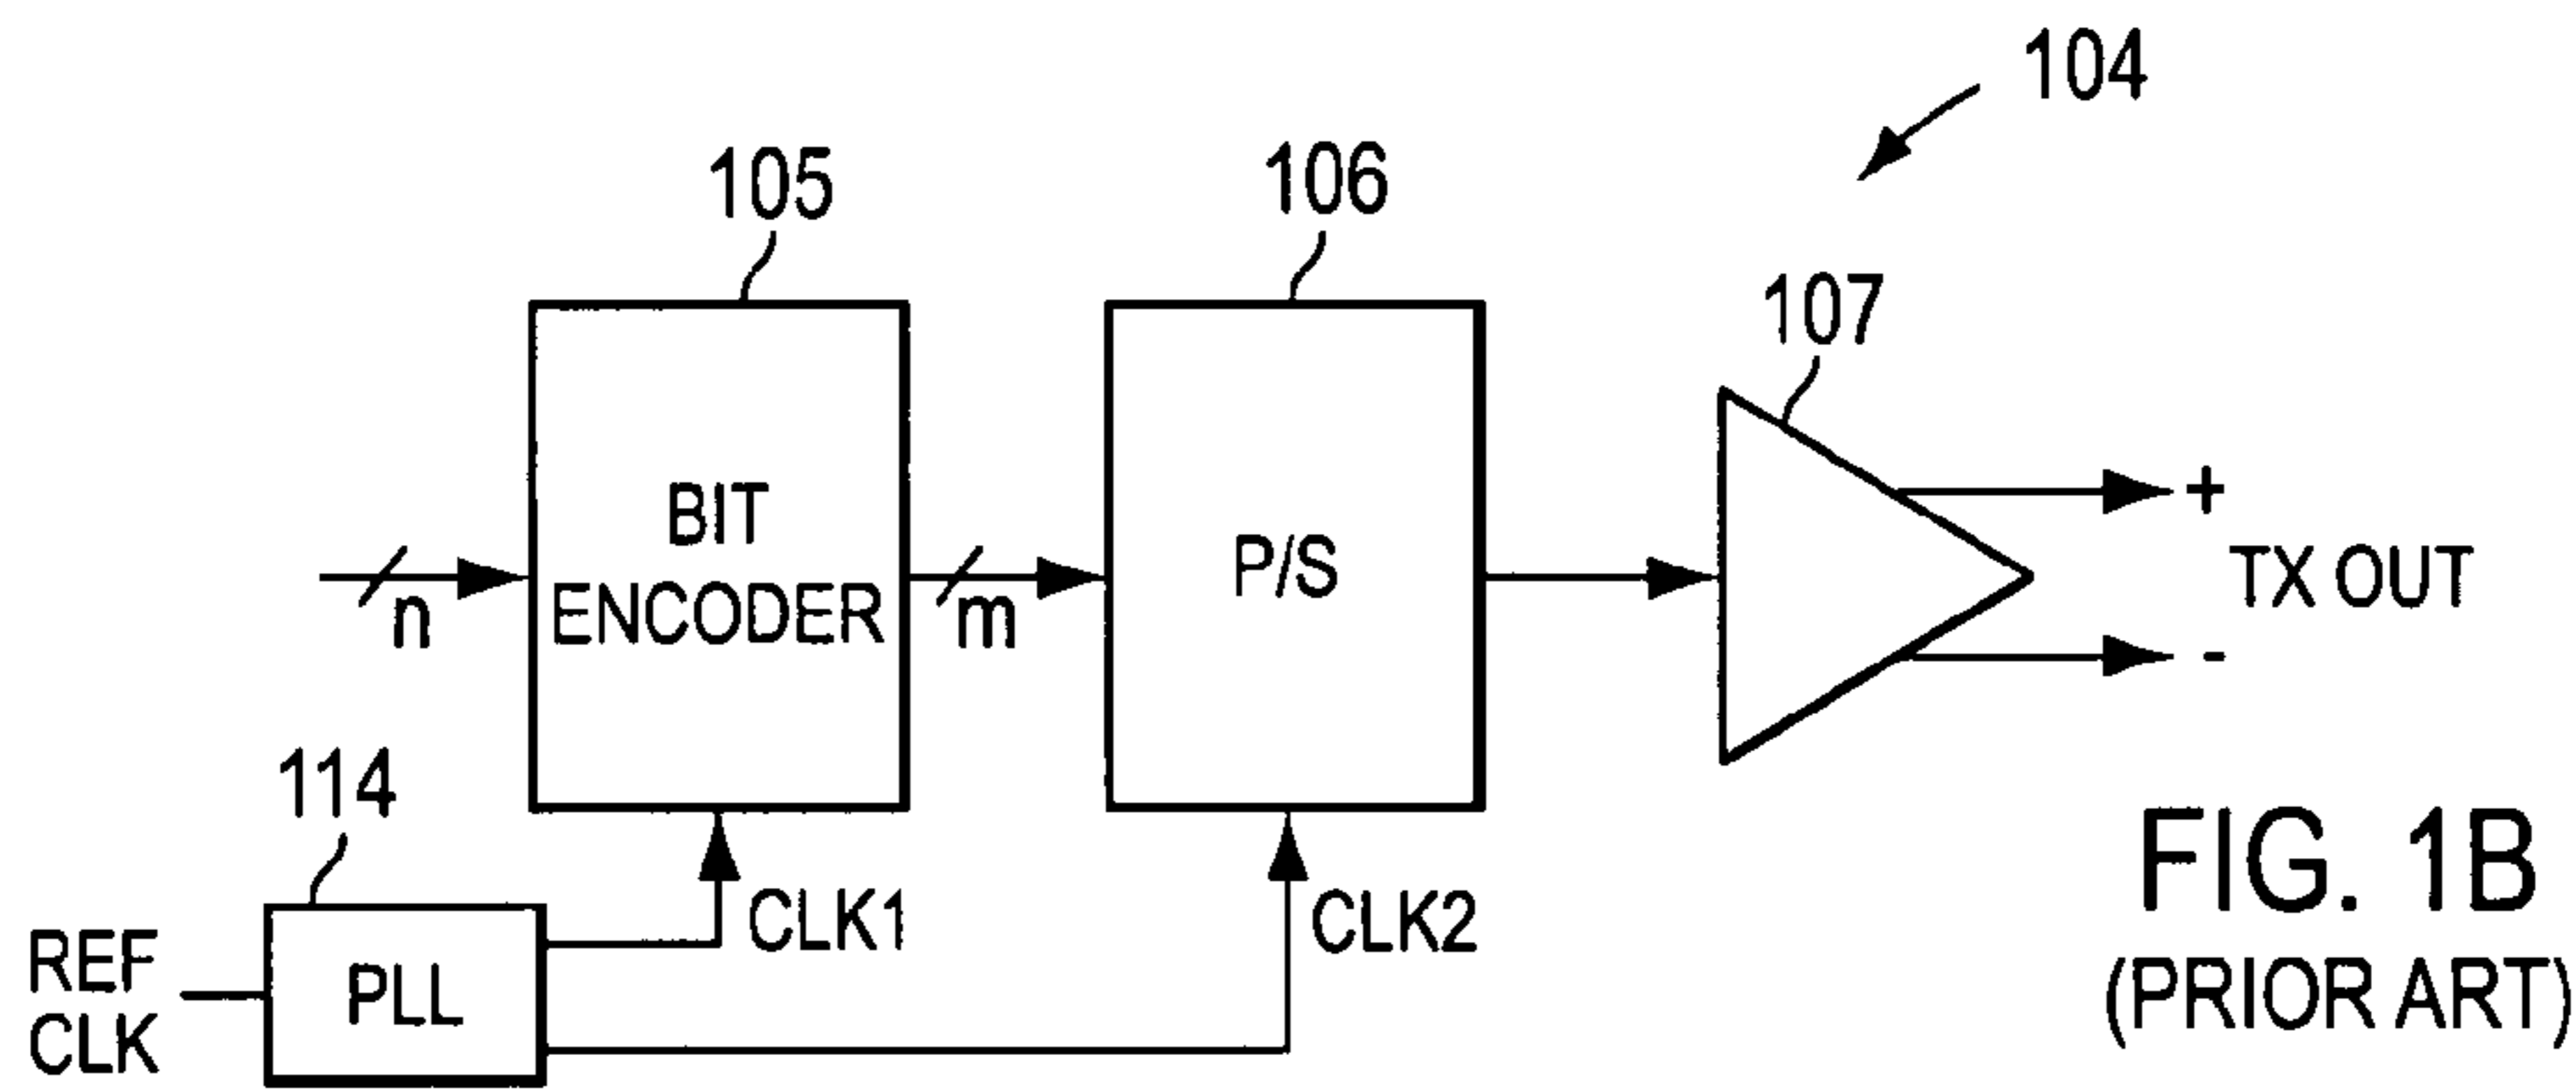 104
105
106
107
BIT
ENCODER
P/S
n
m
+
TX OUT
-
114
CLK1
CLK2
REF
CLK
PLL
FIG. 1B
(PRIOR ART)